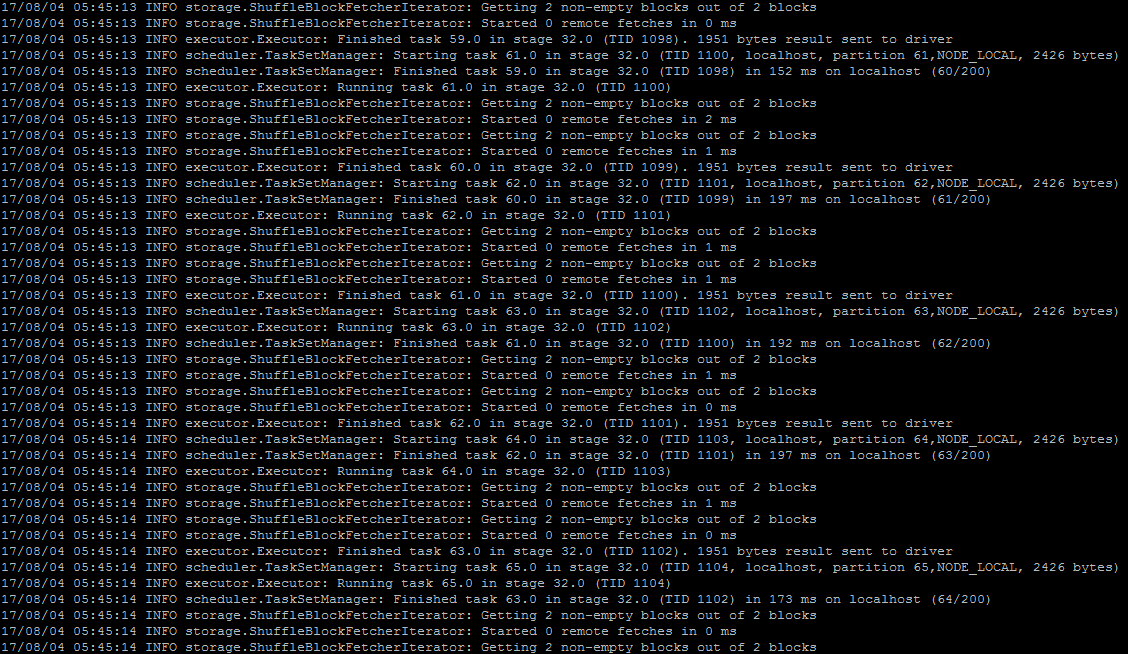 17/08/04 05:45:13 INFO storage.ShuffleBlockFetcherIterator: Getting 2 non-empty blocks out of 2 blocks
17/08/04 05:45:13 INFO storage.ShuffleBlockFetcherIterator: Started 0 remote fetches in 0 ms
17/08/04 05:45:13 INFO executor.Executor: Finished task 59.0 in stage 32.0 (TID 1098). 1951 bytes result sent to driver
17/08/04 05:45:13 INFO scheduler.TaskSetManager: Starting task 61.0 in stage 32.0 (TID 1100, localhost, partition 61,NODE_LOCAL, 2426 bytes)
17/08/04 05:45:13 INFO scheduler.TaskSetManager: Finished task 59.0 in stage 32.0 (TID 1098) in 152 ms on localhost (60/200)
17/08/04 05:45:13 INFO executor.Executor: Running task 61.0 in stage 32.0 (TID 1100)
17/08/04 05:45:13 INFO storage.ShuffleBlockFetcherIterator: Getting 2 non-empty blocks out of 2 blocks
17/08/04 05:45:13 INFO storage.ShuffleBlockFetcherIterator: Started 0 remote fetches in 2 ms
17/08/04 05:45:13 INFO storage.ShuffleBlockFetcherIterator: Getting 2 non-empty blocks out of 2 blocks
17/08/04 05:45:13 INFO storage.ShuffleBlockFetcherIterator: Started 0 remote fetches in 1 ms
17/08/04 05:45:13 INFO executor.Executor: Finished task 60.0 in stage 32.0 (TID 1099). 1951 bytes result sent to driver
17/08/04 05:45:13 INFO scheduler.TaskSetManager: Starting task 62.0 in stage 32.0 (TID 1101, localhost, partition 62,NODE_LOCAL, 2426 bytes)
17/08/04 05:45:13 INFO scheduler.TaskSetManager: Finished task 60.0 in stage 32.0 (TID 1099) in 197 ms on localhost (61/200)
17/08/04 05:45:13 INFO executor.Executor: Running task 62.0 in stage 32.0 (TID 1101)
17/08/04 05:45:13 INFO storage.ShuffleBlockFetcherIterator: Getting 2 non-empty blocks out of 2 blocks
17/08/04 05:45:13 INFO storage.ShuffleBlockFetcherIterator: Started 0 remote fetches in 1 ms
17/08/04 05:45:13 INFO storage.ShuffleBlockFetcherIterator: Getting 2 non-empty blocks out of 2 blocks
17/08/04 05:45:13 INFO storage.ShuffleBlockFetcherIterator: Started 0 remote fetches in 1 ms
17/08/04 05:45:13 INFO executor.Executor: Finished task 61.0 in stage 32.0 (TID 1100). 1951 bytes result sent to driver
17/08/04 05:45:13 INFO scheduler.TaskSetManager: Starting task 63.0 in stage 32.0 (TID 1102, localhost, partition 63,NODE_LOCAL, 2426 bytes)
17/08/04 05:45:13 INFO executor.Executor: Running task 63.0 in stage 32.0 (TID 1102)
17/08/04 05:45:13 INFO scheduler.TaskSetManager: Finished task 61.0 in stage 32.0 (TID 1100) in 192 ms on localhost (62/200)
17/08/04 05:45:13 INFO storage.ShuffleBlockFetcherIterator: Getting 2 non-empty blocks out of 2 blocks
17/08/04 05:45:13 INFO storage.ShuffleBlockFetcherIterator: Started 0 remote fetches in 1 ms
17/08/04 05:45:13 INFO storage.ShuffleBlockFetcherIterator: Getting 2 non-empty blocks out of 2 blocks
17/08/04 05:45:13 INFO storage.ShuffleBlockFetcherIterator: Started 0 remote fetches in 0 ms
17/08/04 05:45:14 INFO executor.Executor: Finished task 62.0 in stage 32.0 (TID 1101). 1951 bytes result sent to driver
17/08/04 05:45:14 INFO scheduler.TaskSetManager: Starting task 64.0 in stage 32.0 (TID 1103, localhost, partition 64,NODE_LOCAL, 2426 bytes)
17/08/04 05:45:14 INFO scheduler.TaskSetManager: Finished task 62.0 in stage 32.0 (TID 1101) in 197 ms on localhost (63/200)
17/08/04 05:45:14 INFO executor.Executor: Running task 64.0 in stage 32.0 (TID 1103)
17/08/04 05:45:14 INFO storage.ShuffleBlockFetcherIterator: Getting 2 non-empty blocks out of 2 blocks
17/08/04 05:45:14 INFO storage.ShuffleBlockFetcherIterator: Started 0 remote fetches in 1 ms
17/08/04 05:45:14 INFO storage.ShuffleBlockFetcherIterator: Getting 2 non-empty blocks out of 2 blocks
17/08/04 05:45:14 INFO storage.ShuffleBlockFetcherIterator: Started 0 remote fetches in 0 ms
17/08/04 05:45:14 INFO executor.Executor: Finished task 63.0 in stage 32.0 (TID 1102). 1951 bytes result sent to driver
17/08/04 05:45:14 INFO scheduler.TaskSetManager: Starting task 65.0 in stage 32.0 (TID 1104, localhost, partition 65,NODE_LOCAL, 2426 bytes)
17/08/04 05:45:14 INFO executor.Executor: Running task 65.0 in stage 32.0 (TID 1104)
17/08/04 05:45:14 INFO scheduler.TaskSetManager: Finished task 63.0 in stage 32.0 (TID 1102) in 173 ms on localhost (64/200)
17/08/04 05:45:14 INFO storage.ShuffleBlockFetcherIterator: Getting 2 non-empty blocks out of 2 blocks
17/08/04 05:45:14 INFO storage.ShuffleBlockFetcherIterator: Started 0 remote fetches in 0 ms
17/08/04 05:45:14 INFO storage.ShuffleBlockFetcherIterator: Getting 2 non-empty blocks out of 2 blocks